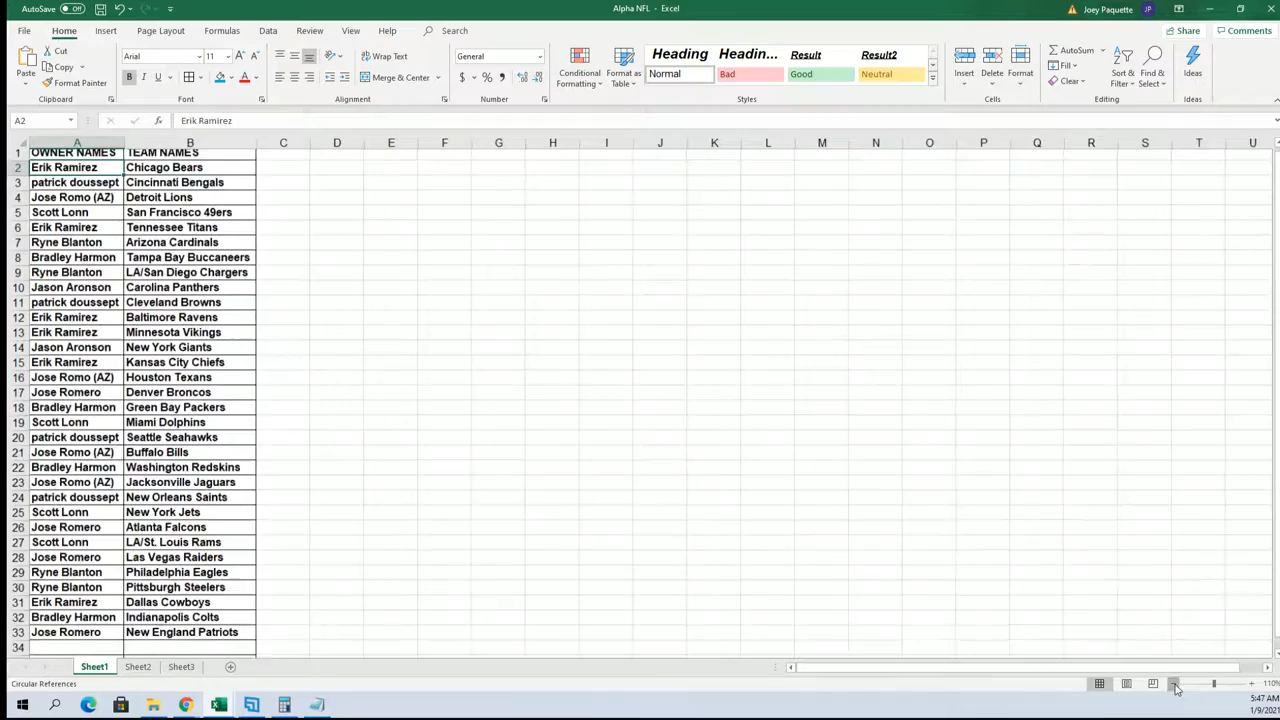 AutoSave Off Alpha NFL - Excel Joey Paquette JP
File Home Insert Page Layout Formulas Data Review View Help Search Share Comments
Paste Cut Copy Format Painter Clipboard
Arial 11 B I U Font
Wrap Text Merge & Center Alignment
General $ % Number
Conditional Formatting Format as Table
Heading Headin... Result Result2
Normal Bad Good Neutral
Styles
Insert Delete Format Cells
AutoSum Fill Clear Sort & Filter Find & Select Editing
Ideas Ideas
A2 fx Erik Ramirez
A B C D E F G H I J K L M N O P Q R S T U
1 OWNER NAMES TEAM NAMES
2 Erik Ramirez Chicago Bears
3 patrick doussept Cincinnati Bengals
4 Jose Romo (AZ) Detroit Lions
5 Scott Lonn San Francisco 49ers
6 Erik Ramirez Tennessee Titans
7 Ryne Blanton Arizona Cardinals
8 Bradley Harmon Tampa Bay Buccaneers
9 Ryne Blanton LA/San Diego Chargers
10 Jason Aronson Carolina Panthers
11 patrick doussept Cleveland Browns
12 Erik Ramirez Baltimore Ravens
13 Erik Ramirez Minnesota Vikings
14 Jason Aronson New York Giants
15 Erik Ramirez Kansas City Chiefs
16 Jose Romo (AZ) Houston Texans
17 Jose Romero Denver Broncos
18 Bradley Harmon Green Bay Packers
19 Scott Lonn Miami Dolphins
20 patrick doussept Seattle Seahawks
21 Jose Romo (AZ) Buffalo Bills
22 Bradley Harmon Washington Redskins
23 Jose Romo (AZ) Jacksonville Jaguars
24 patrick doussept New Orleans Saints
25 Scott Lonn New York Jets
26 Jose Romero Atlanta Falcons
27 Scott Lonn LA/St. Louis Rams
28 Jose Romero Las Vegas Raiders
29 Ryne Blanton Philadelphia Eagles
30 Ryne Blanton Pittsburgh Steelers
31 Erik Ramirez Dallas Cowboys
32 Bradley Harmon Indianapolis Colts
33 Jose Romero New England Patriots
34
Sheet1 Sheet2 Sheet3
Circular References 110%
5:47 AM
1/9/2021